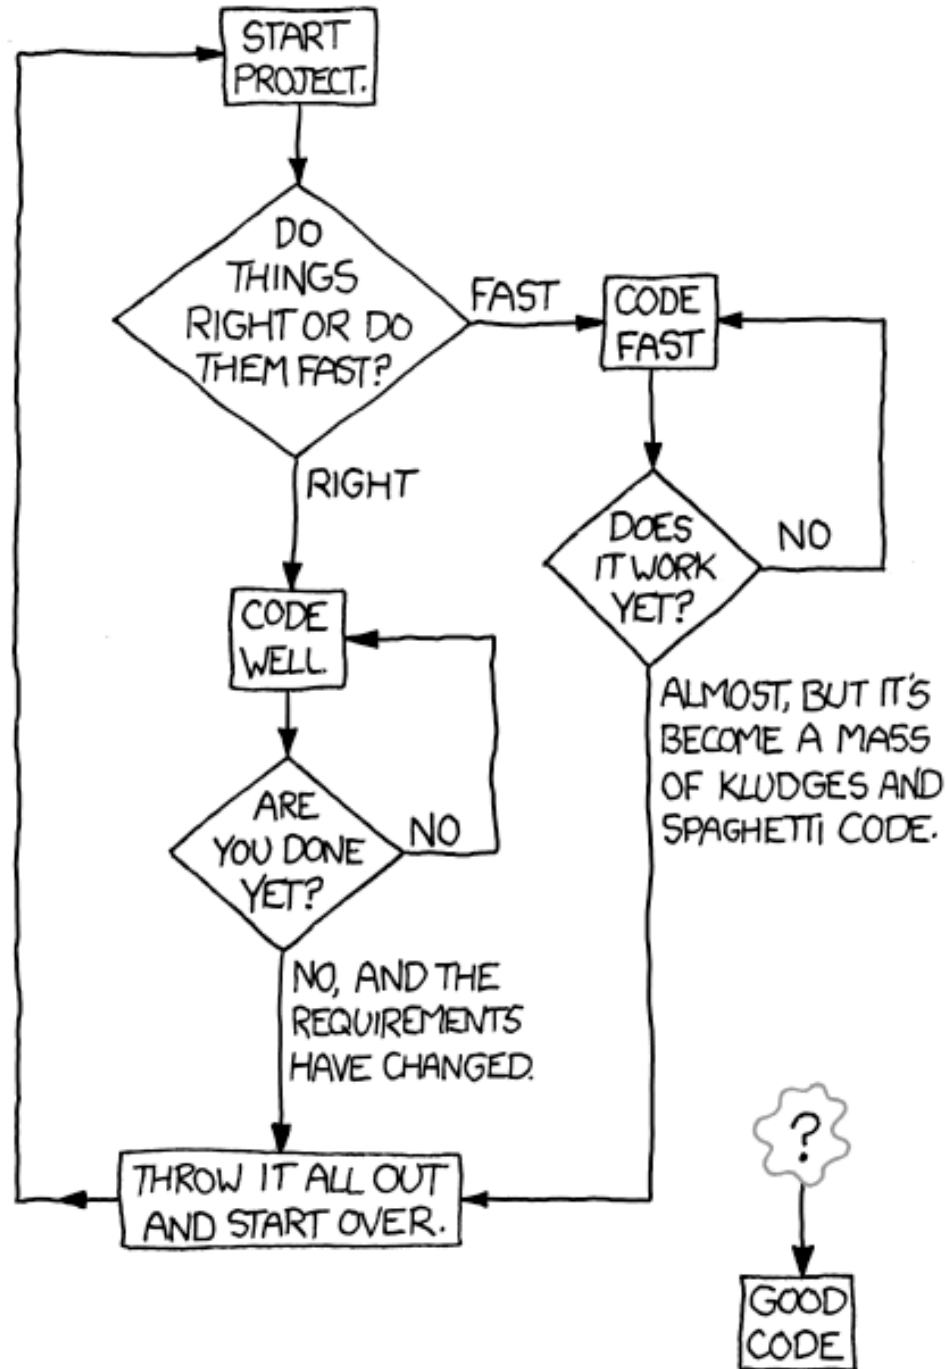 START
PROJECT.
DO
THINGS
RIGHT OR DO
THEM FAST?
FAST
CODE
FAST
RIGHT
DOES
IT WORK
YET?
NO
CODE
WELL.
ALMOST, BUT IT'S
BECOME A MASS
OF KLUDGES AND
SPAGHETTI CODE.
ARE
YOU DONE
YET?
NO
NO, AND THE
REQUIREMENTS
HAVE CHANGED.
THROW IT ALL OUT
AND START OVER.
?
GOOD
CODE